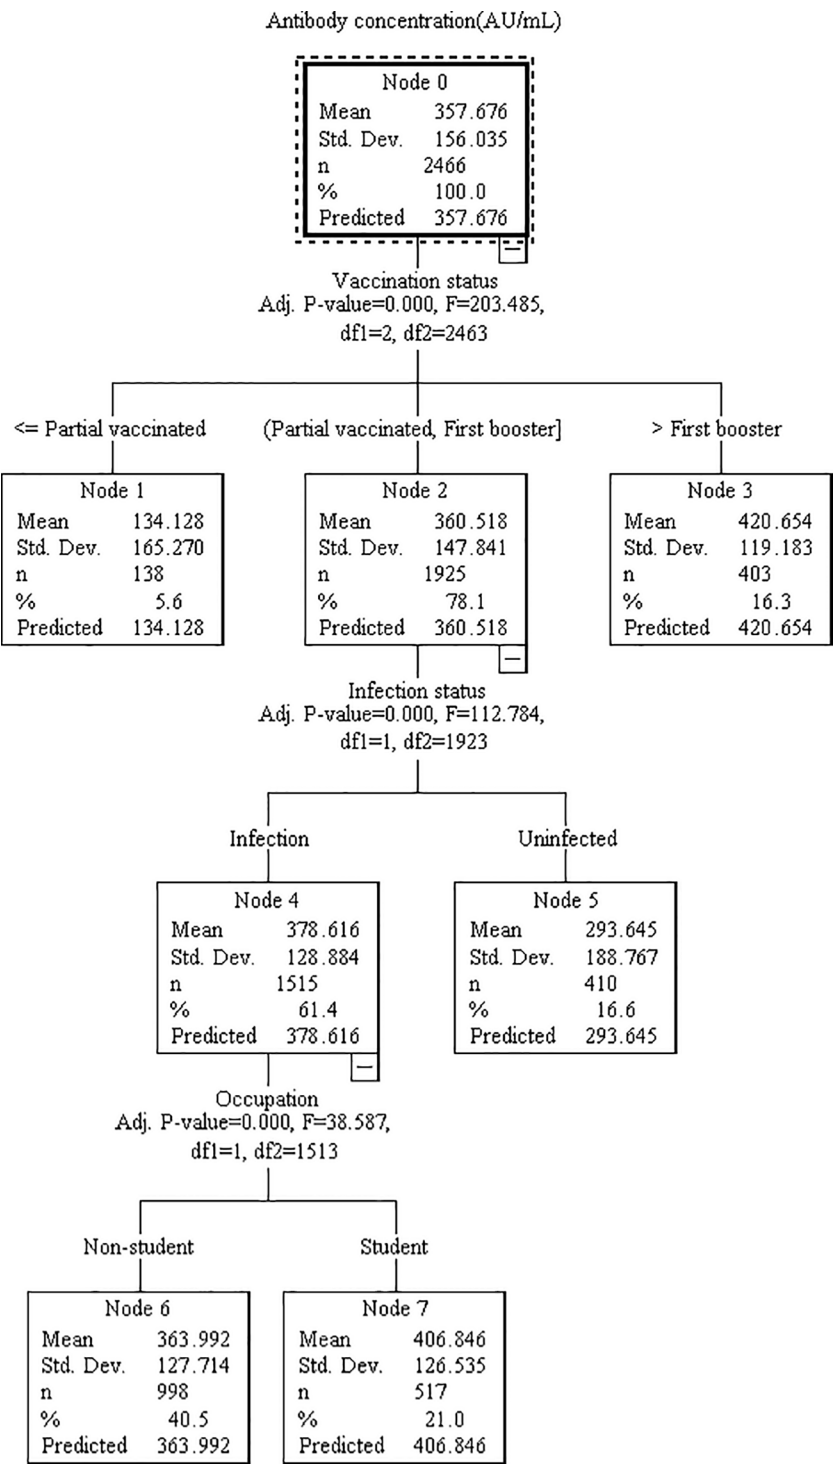 Antibody concentration(AU/mL)
Node 0
Mean 357.676
Std. Dev. 156.035
n 2466
% 100.0
Predicted 357.676
Vaccination status
Adj. P-value=0.000, F=203.485,
df1=2, df2=2463
<= Partial vaccinated
(Partial vaccinated, First booster]
> First booster
Node 1
Mean 134.128
Std. Dev. 165.270
n 138
% 5.6
Predicted 134.128
Node 2
Mean 360.518
Std. Dev. 147.841
n 1925
% 78.1
Predicted 360.518
Node 3
Mean 420.654
Std. Dev. 119.183
n 403
% 16.3
Predicted 420.654
Infection status
Adj. P-value=0.000, F=112.784,
df1=1, df2=1923
Infection
Uninfected
Node 4
Mean 378.616
Std. Dev. 128.884
n 1515
% 61.4
Predicted 378.616
Node 5
Mean 293.645
Std. Dev. 188.767
n 410
% 16.6
Predicted 293.645
Occupation
Adj. P-value=0.000, F=38.587,
df1=1, df2=1513
Non-student
Student
Node 6
Mean 363.992
Std. Dev. 127.714
n 998
% 40.5
Predicted 363.992
Node 7
Mean 406.846
Std. Dev. 126.535
n 517
% 21.0
Predicted 406.846